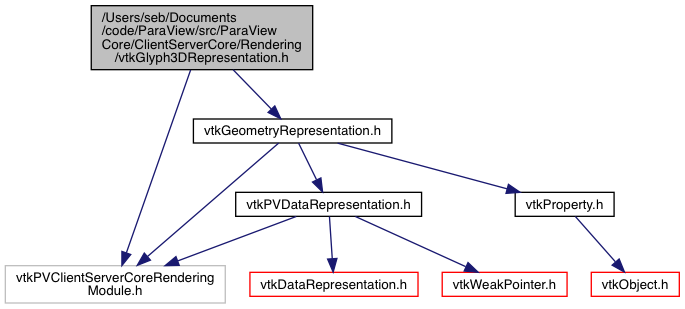 /Users/seb/Documents
/code/ParaView/src/ParaView
Core/ClientServerCore/Rendering
/vtkGlyph3DRepresentation.h
vtkGeometryRepresentation.h
vtkPVDataRepresentation.h
vtkProperty.h
vtkPVClientServerCoreRendering
Module.h
vtkDataRepresentation.h
vtkWeakPointer.h
vtkObject.h